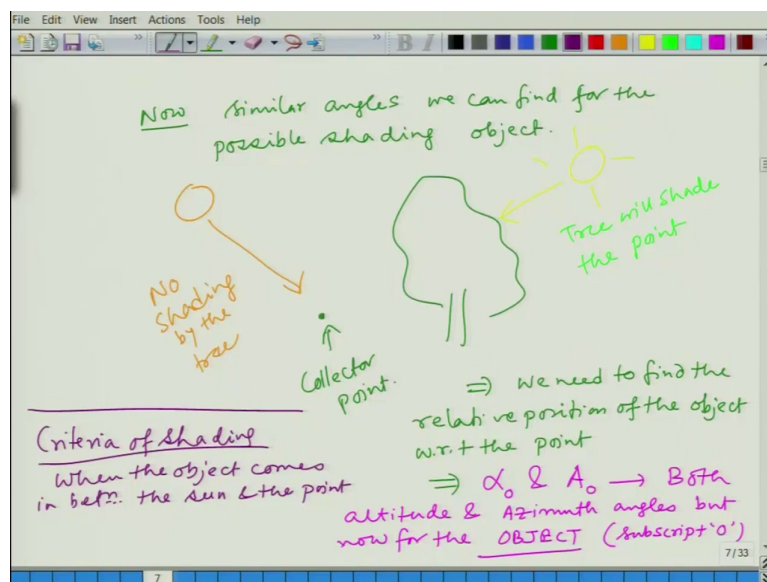 File Edit View Insert Actions Tools Help
B I
Now similar angles we can find for the
possible shading object.
Tree will shade
the point
No
shading
by the
tree
Collector
point.
⇒ we need to find the
relative position of the object
w.r.t the point
Criteria of shading
When the object comes
in betn. the sun & the point
⇒ α₀ & A₀ → Both
altitude & Azimuth angles but
now for the OBJECT (subscript 'o')
7/33
7